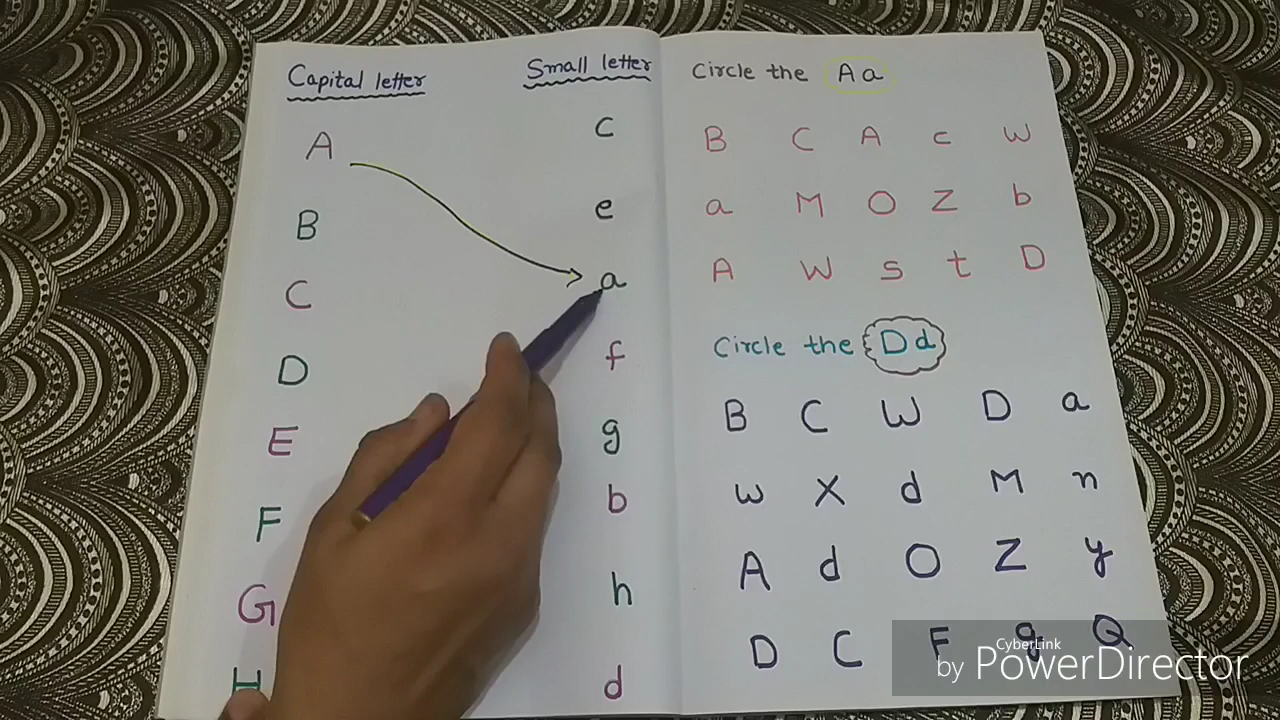 Capital letter
A
B
C
D
E
F
G
H
Small letter
c
e
a
f
g
b
h
d
Circle the Aa
B C A c w
a M O Z b
A W s t D
Circle the Dd
B C W D a
w X d M n
A d O Z y
D C F g Q
CyberLink
by PowerDirector